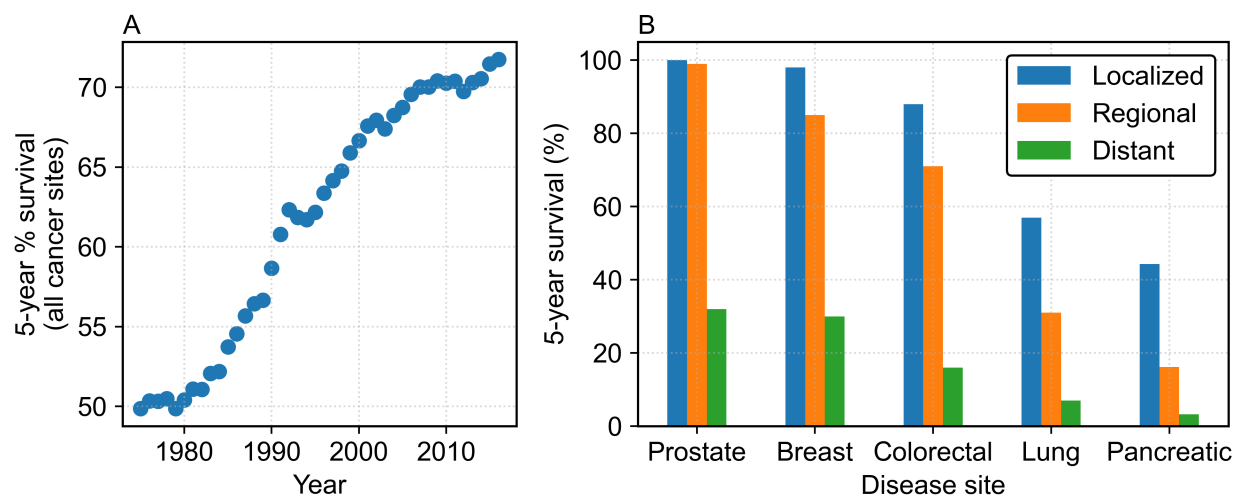 A
5-year % survival
(all cancer sites)
70
65
60
55
50
1980 1990 2000 2010
Year
B
5-year survival (%)
100
80
60
40
20
0
Localized
Regional
Distant
Prostate Breast Colorectal Lung Pancreatic
Disease site